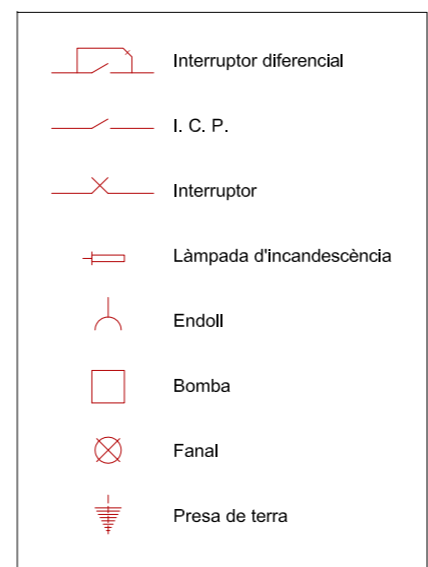 Interruptor diferencial
I. C. P.
Interruptor
Làmpada d'incandescència
Endoll
Bomba
Fanal
Presa de terra